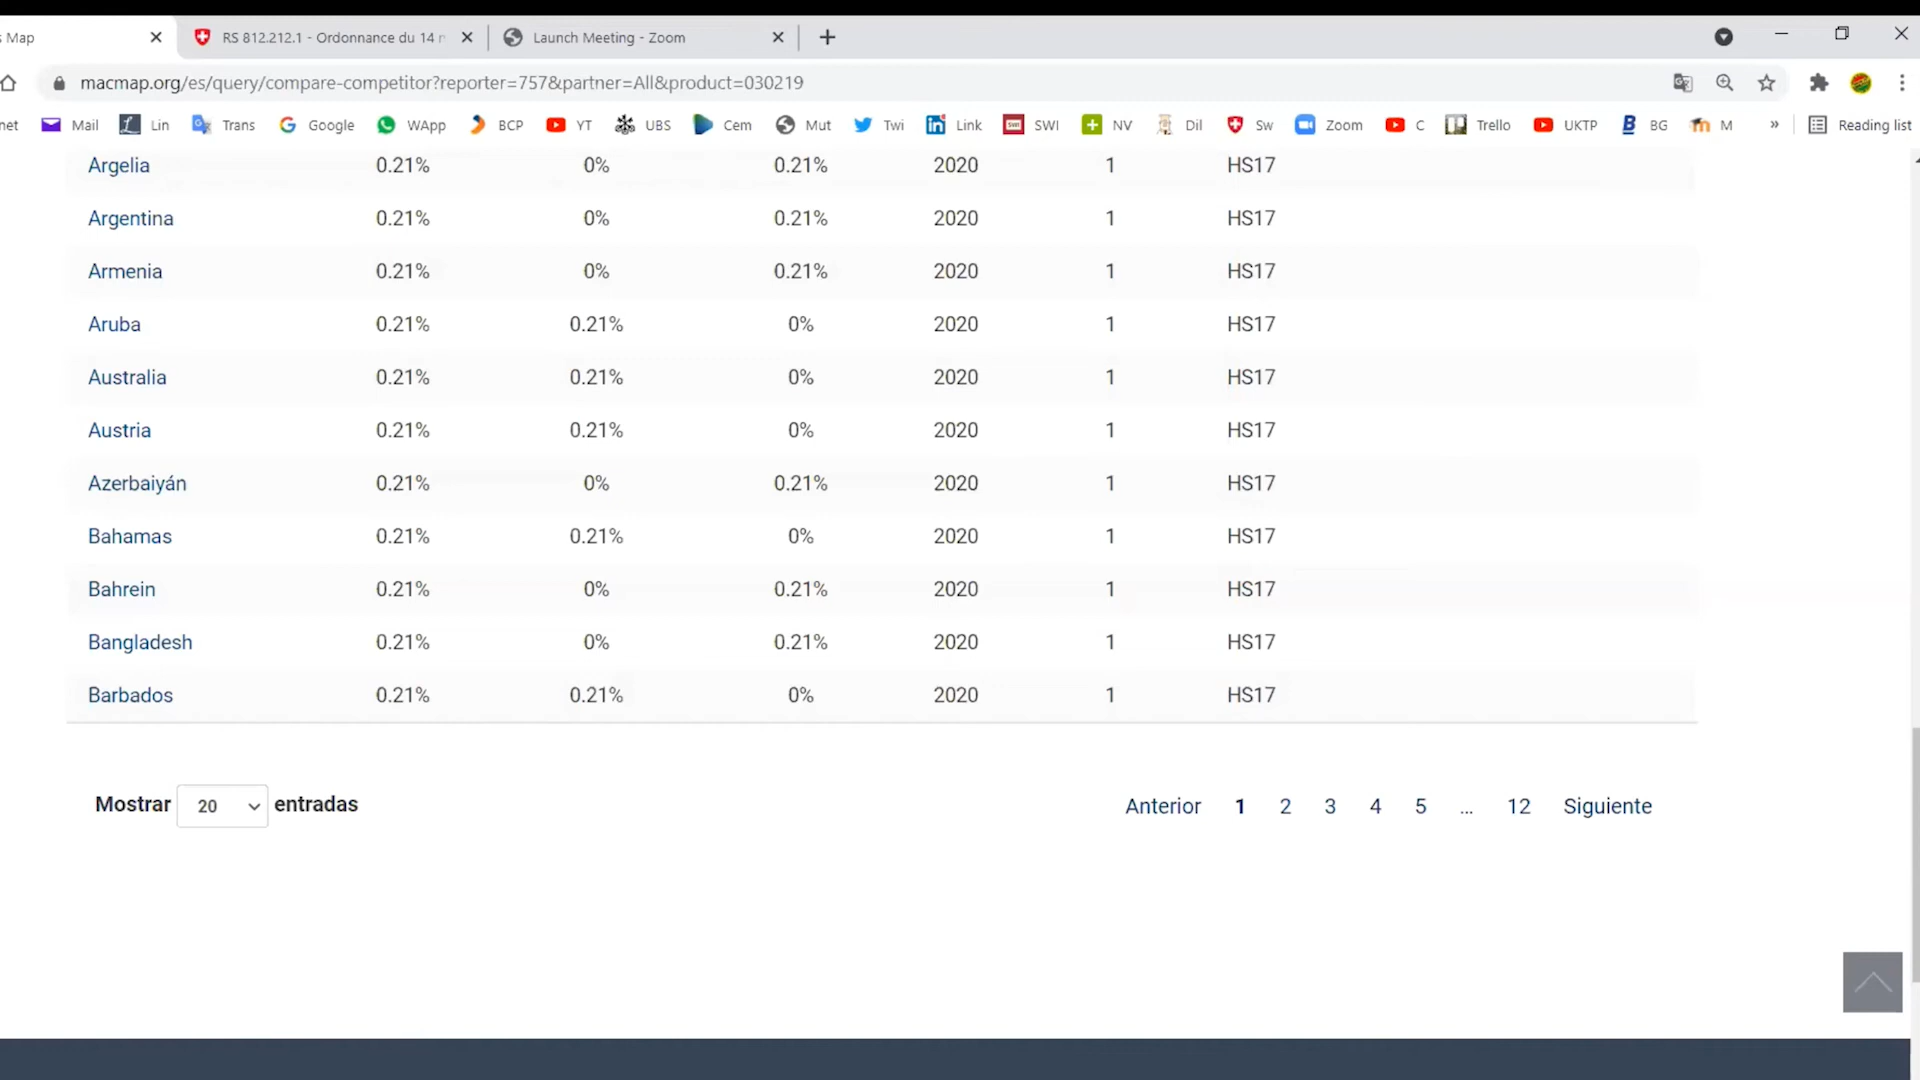 s Map
RS 812.212.1 - Ordonnance du 14 n
Launch Meeting - Zoom
macmap.org/es/query/compare-competitor?reporter=757&partner=All&product=030219
net Mail Lin Trans Google WApp BCP YT UBS Cem Mut Twi Link SWI NV Dil Sw Zoom C Trello UKTP BG M » Reading list
Argelia 0.21% 0% 0.21% 2020 1 HS17
Argentina 0.21% 0% 0.21% 2020 1 HS17
Armenia 0.21% 0% 0.21% 2020 1 HS17
Aruba 0.21% 0.21% 0% 2020 1 HS17
Australia 0.21% 0.21% 0% 2020 1 HS17
Austria 0.21% 0.21% 0% 2020 1 HS17
Azerbaiyán 0.21% 0% 0.21% 2020 1 HS17
Bahamas 0.21% 0.21% 0% 2020 1 HS17
Bahrein 0.21% 0% 0.21% 2020 1 HS17
Bangladesh 0.21% 0% 0.21% 2020 1 HS17
Barbados 0.21% 0.21% 0% 2020 1 HS17
Mostrar 20 entradas
Anterior 1 2 3 4 5 ... 12 Siguiente